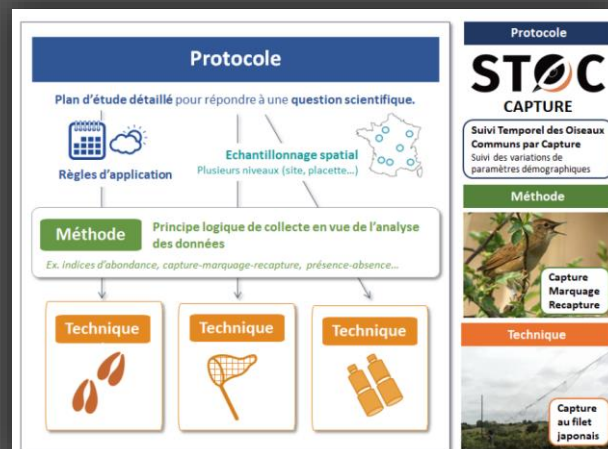 Protocole
Plan d'étude détaillé pour répondre à une question scientifique.
Règles d'application
Echantillonnage spatial
Plusieurs niveaux (site, placette...)
Méthode
Principe logique de collecte en vue de l'analyse
des données
Ex. indices d'abondance, capture-marquage-recapture, présence-absence...
Technique
Technique
Technique
Protocole
STOC
CAPTURE
Suivi Temporel des Oiseaux
Communs par Capture
Suivi des variations de
paramètres démographiques
Méthode
Capture
Marquage
Recapture
Technique
Capture
au filet
japonais